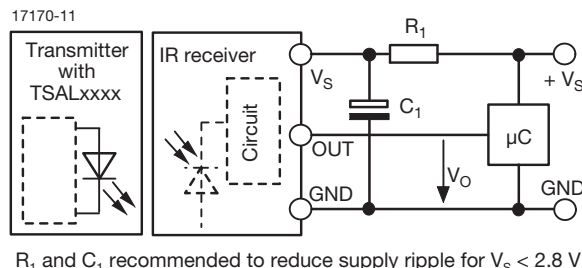 17170-11
Transmitter
with
TSALxxxx
IR receiver
Circuit
V_S
OUT
GND
R_1
C_1
V_O
µC
+ V_S
GND
R_1 and C_1 recommended to reduce supply ripple for V_S < 2.8 V